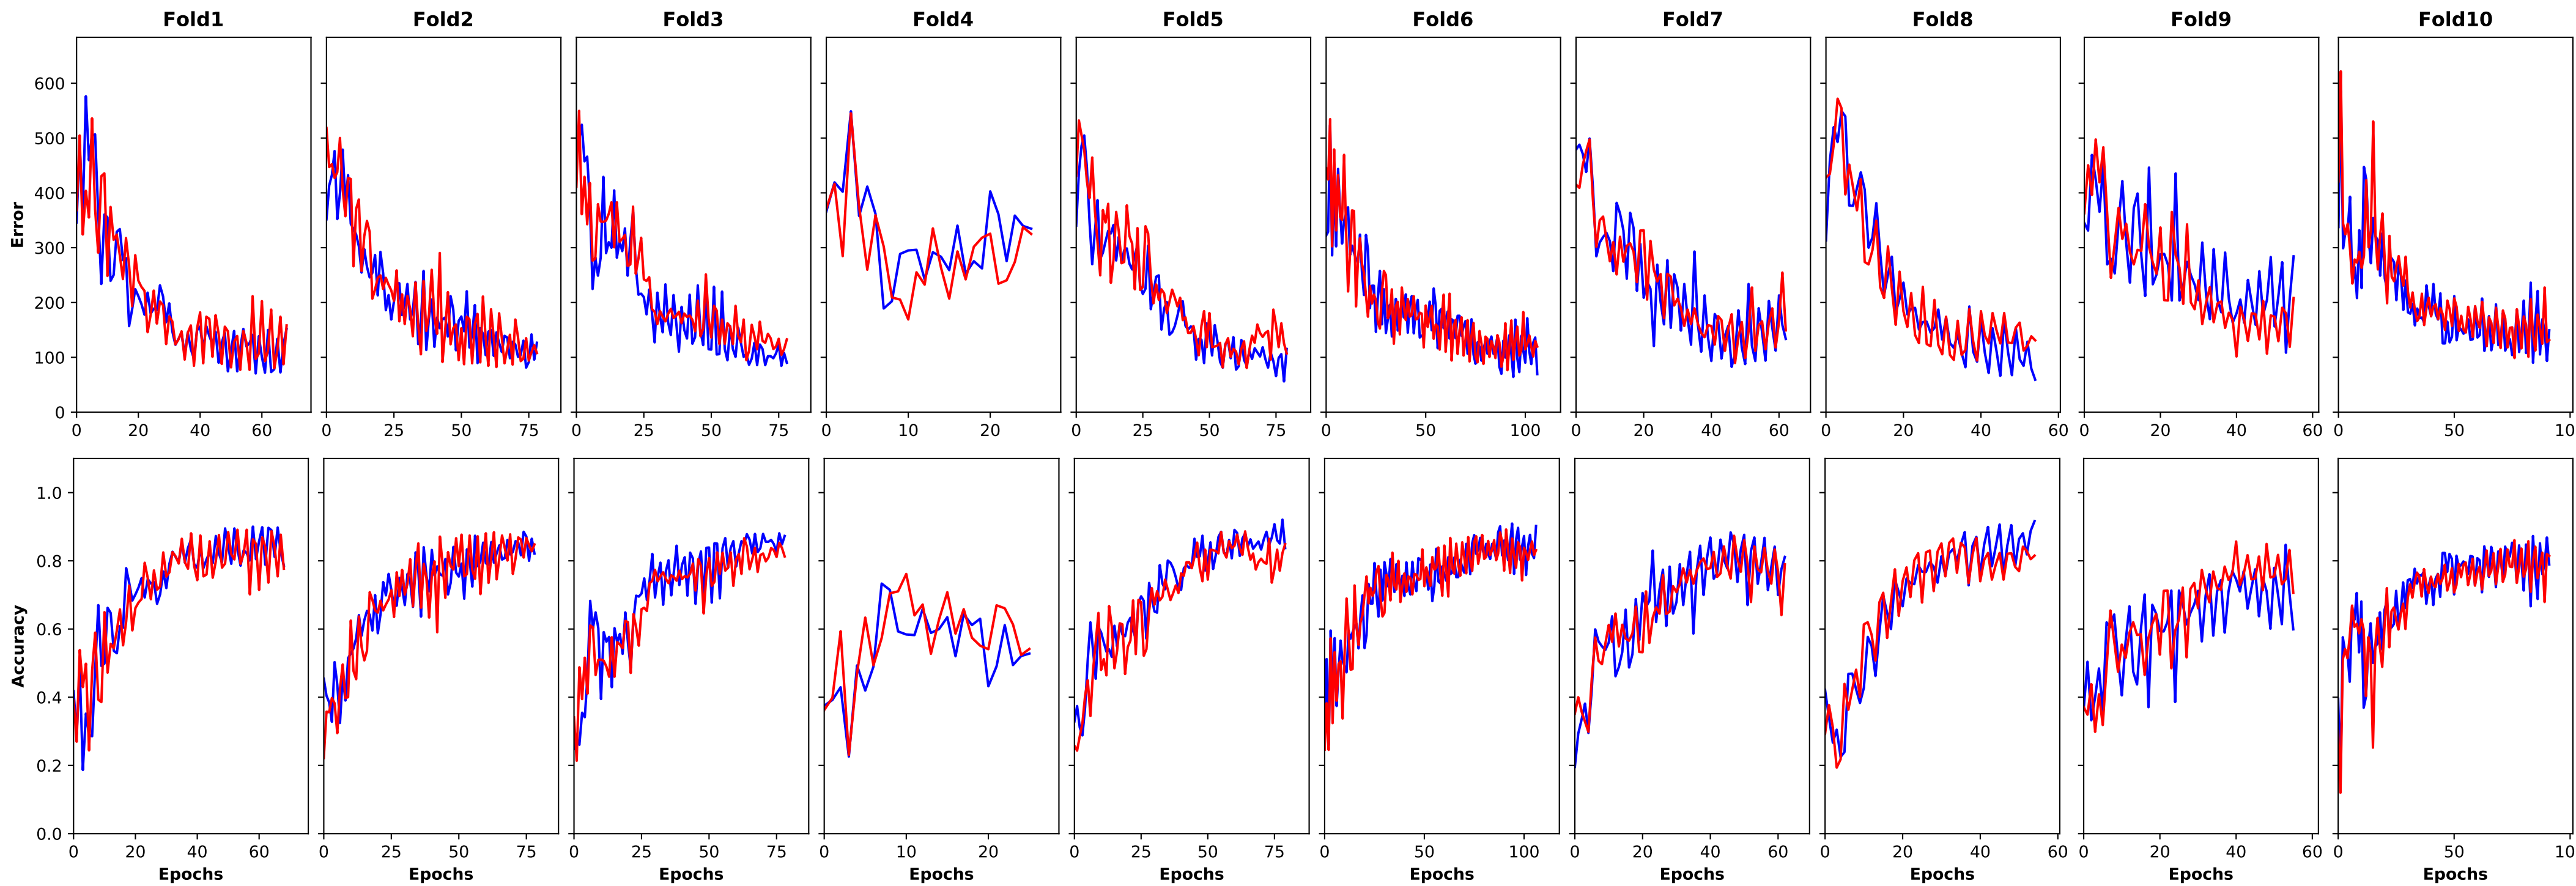 Fold1 Fold2 Fold3 Fold4 Fold5 Fold6 Fold7 Fold8 Fold9 Fold10
Error
600
500
400
300
200
100
0
0 20 40 60 0 25 50 75 0 25 50 75 0 10 20 0 25 50 75 0 50 100 0 20 40 60 0 20 40 60 0 20 40 60 0 50 10
Accuracy
1.0
0.8
0.6
0.4
0.2
0.0
0 20 40 60 0 25 50 75 0 25 50 75 0 10 20 0 25 50 75 0 50 100 0 20 40 60 0 20 40 60 0 20 40 60 0 50 10
Epochs Epochs Epochs Epochs Epochs Epochs Epochs Epochs Epochs Epochs